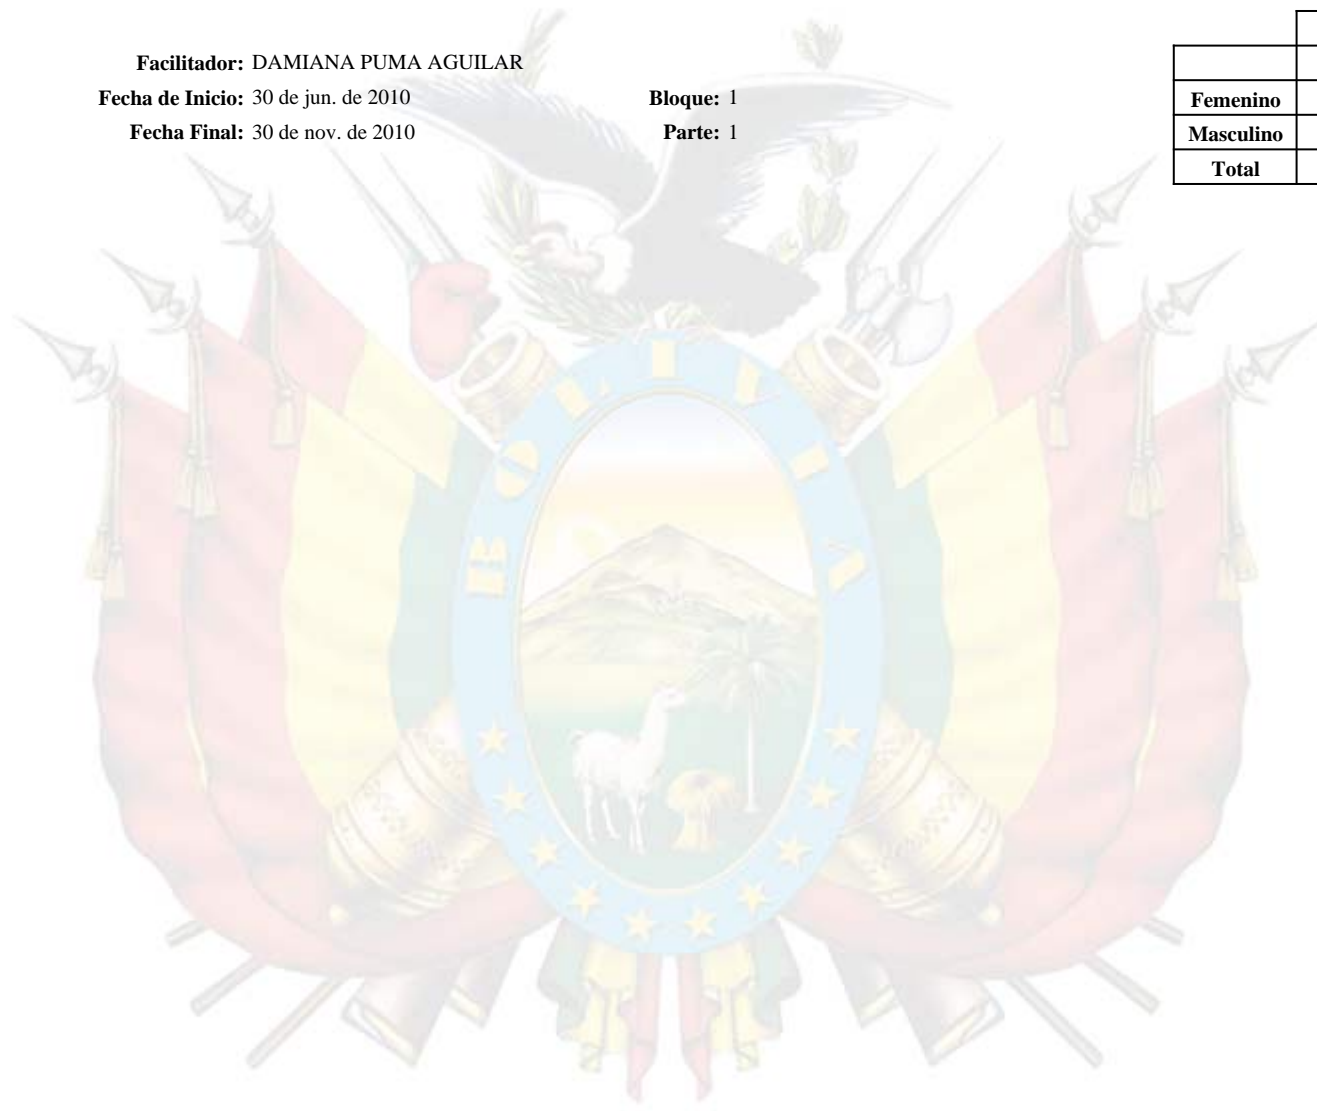 Facilitador: DAMIANA PUMA AGUILAR
Fecha de Inicio: 30 de jun. de 2010 Bloque: 1
Fecha Final: 30 de nov. de 2010 Parte: 1
Femenino
Masculino
Total
BOLIVIA